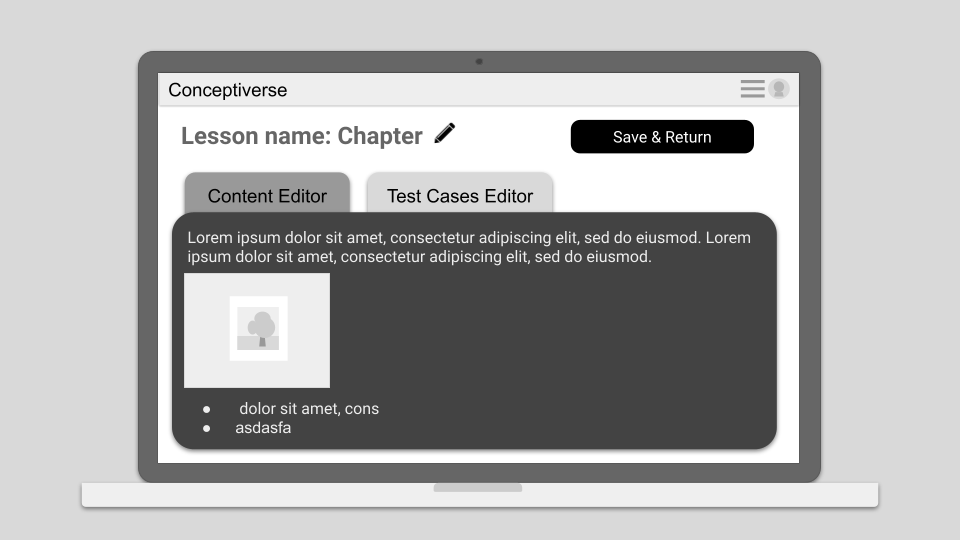 Conceptiverse
Lesson name: Chapter
Save & Return
Content Editor
Test Cases Editor
Lorem ipsum dolor sit amet, consectetur adipiscing elit, sed do eiusmod. Lorem
ipsum dolor sit amet, consectetur adipiscing elit, sed do eiusmod.
● dolor sit amet, cons
● asdasfa